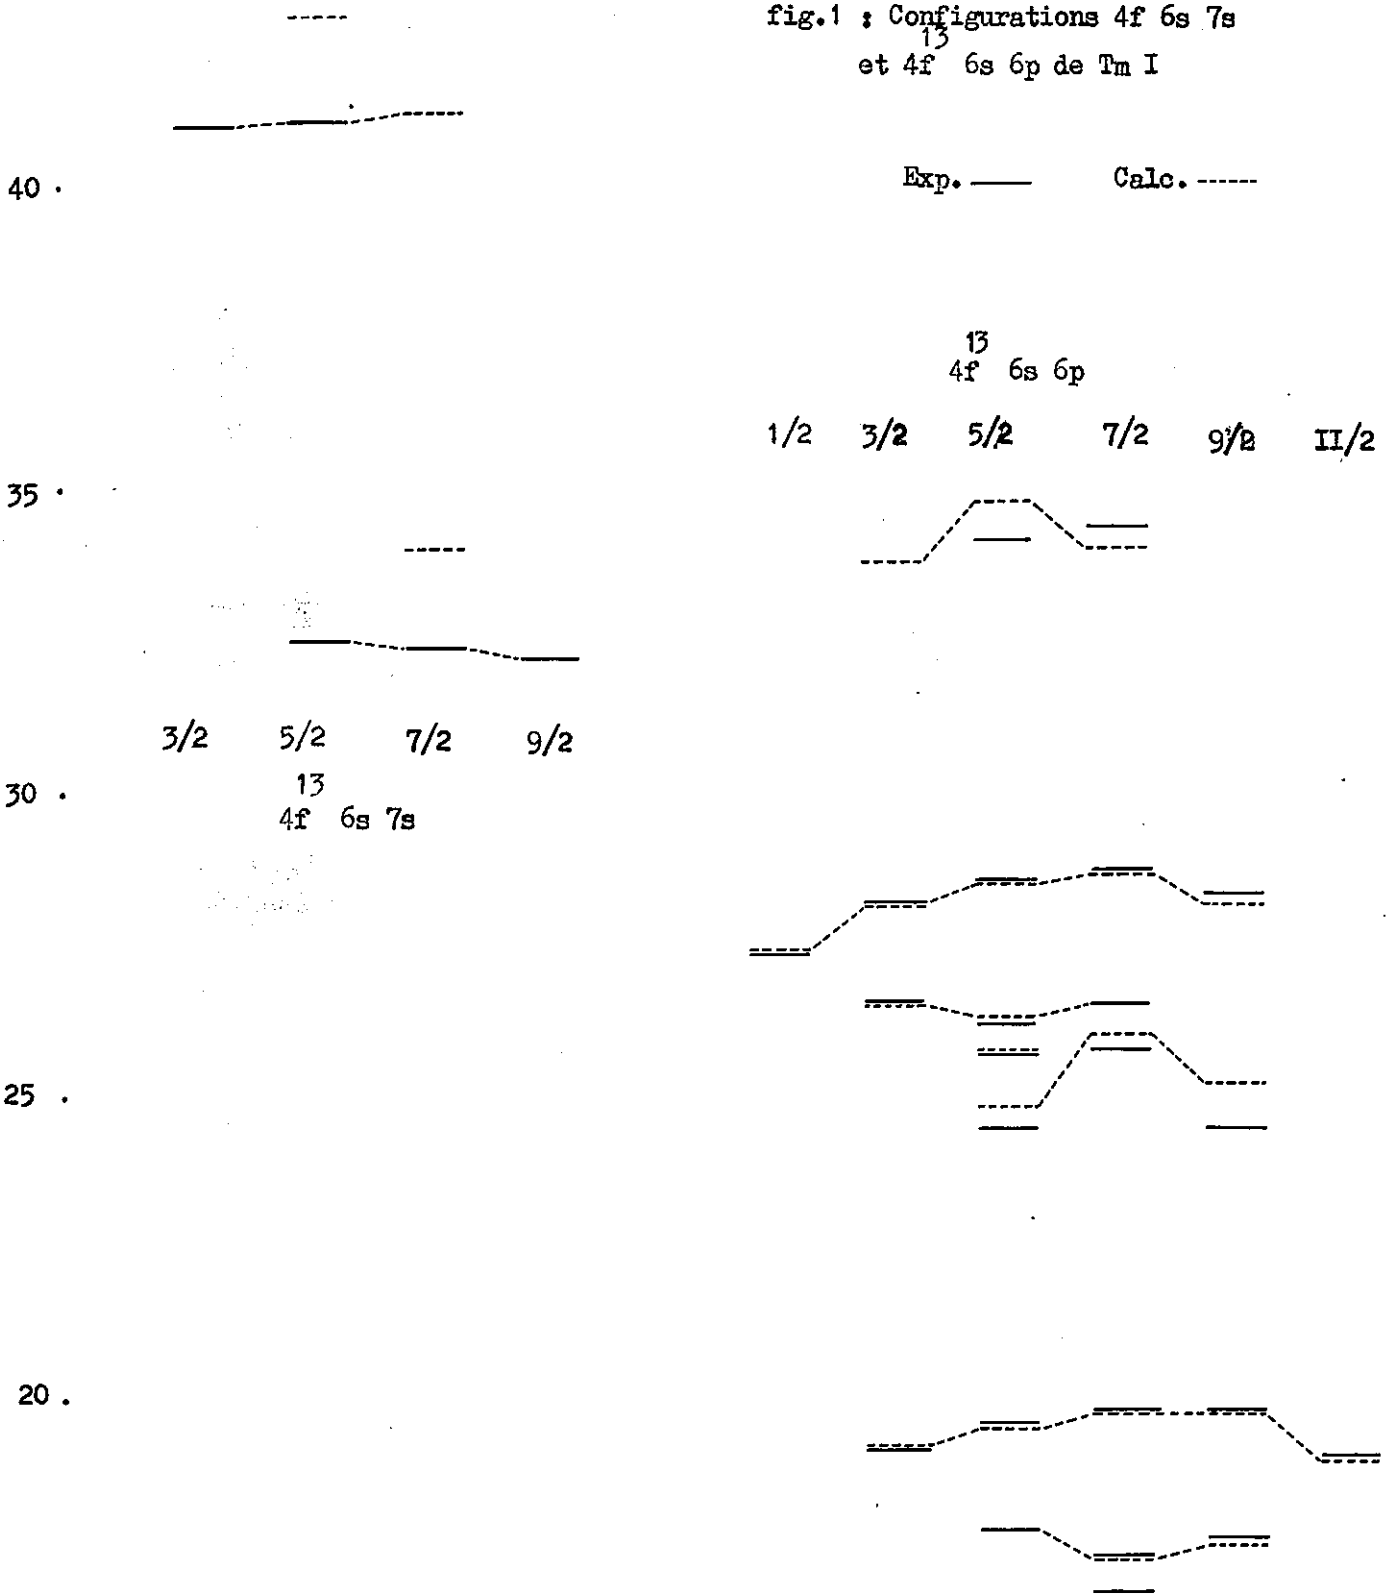 fig.1 : Configurations 4f 6s 7s
13
et 4f 6s 6p de Tm I
40 .
Exp. Calc.
13
4f 6s 6p
1/2 3/2 5/2 7/2 9/2 II/2
35 .
3/2 5/2 7/2 9/2
30 .
13
4f 6s 7s
25 .
20 .